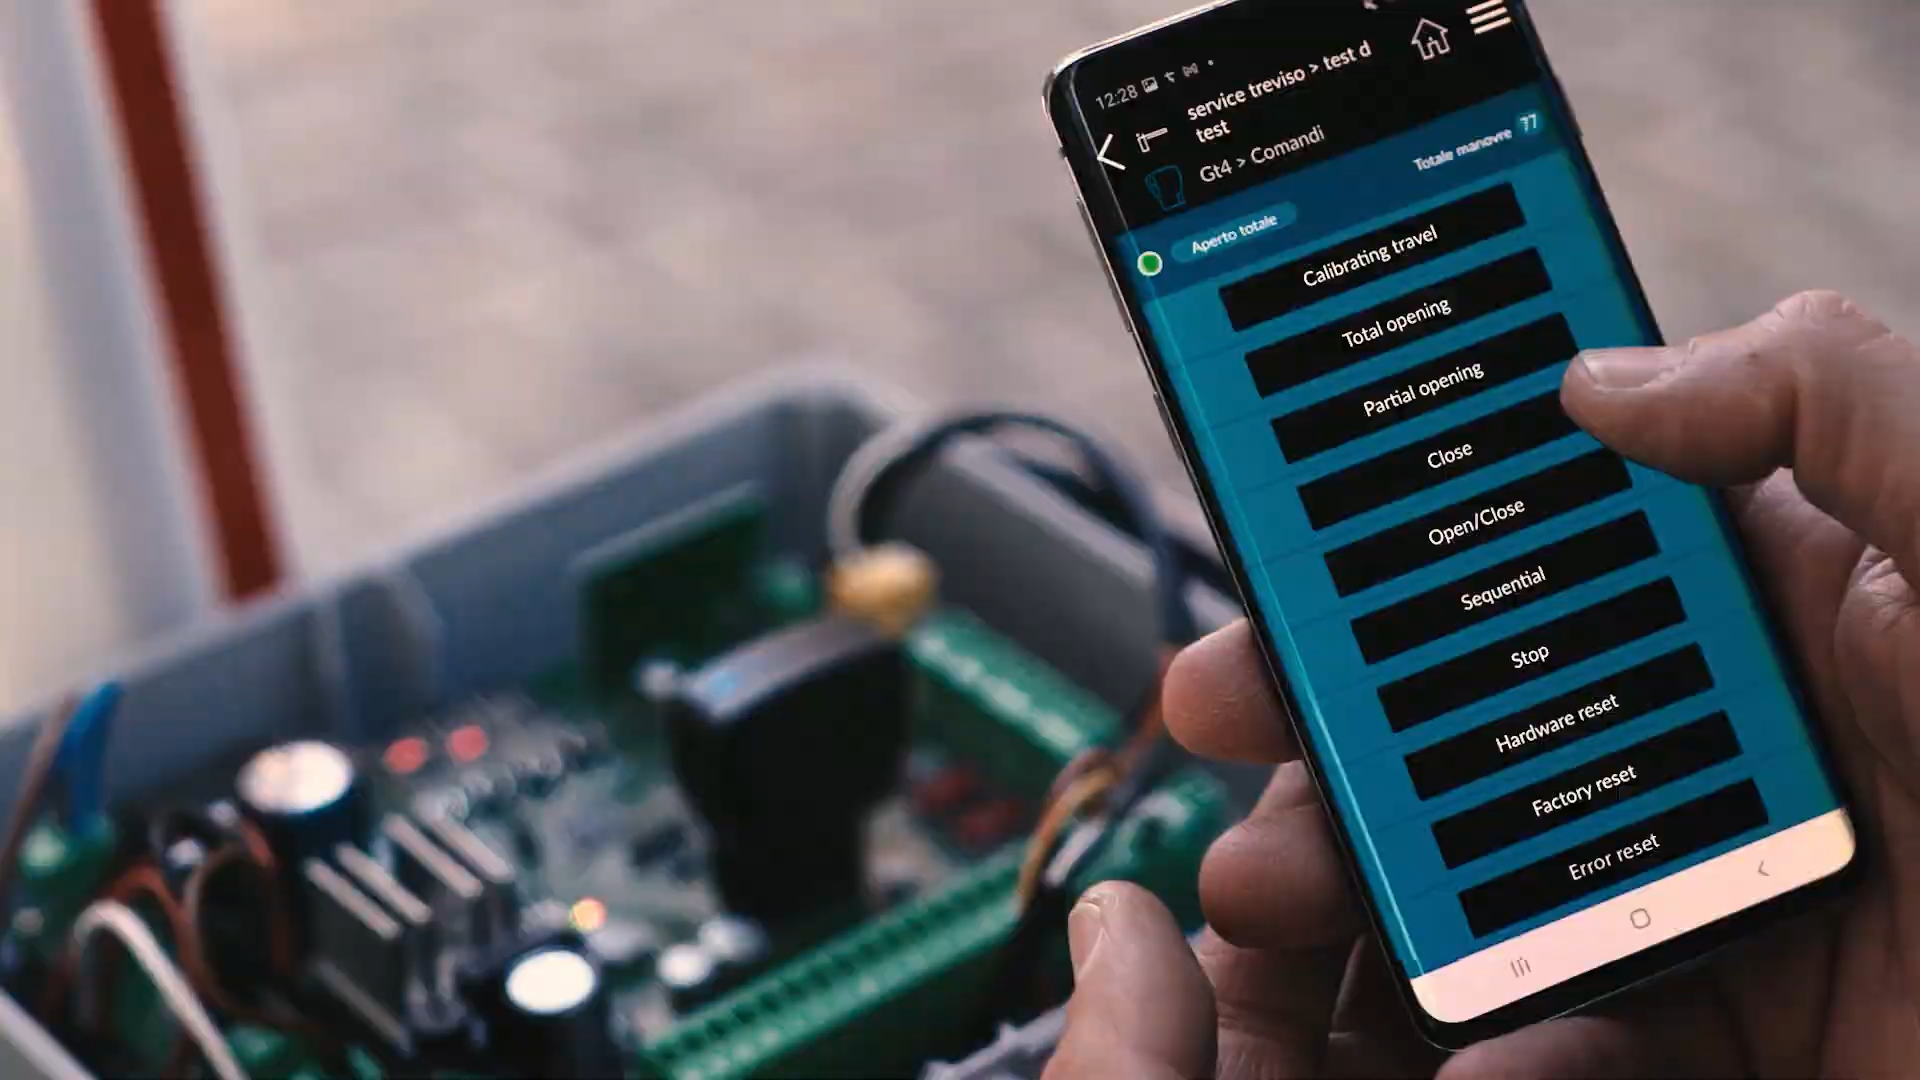 12:28
service treviso > test d
test
Gt4 > Comandi
Totale manovre 77
Aperto totale
Calibrating travel
Total opening
Partial opening
Close
Open/Close
Sequential
Stop
Hardware reset
Factory reset
Error reset